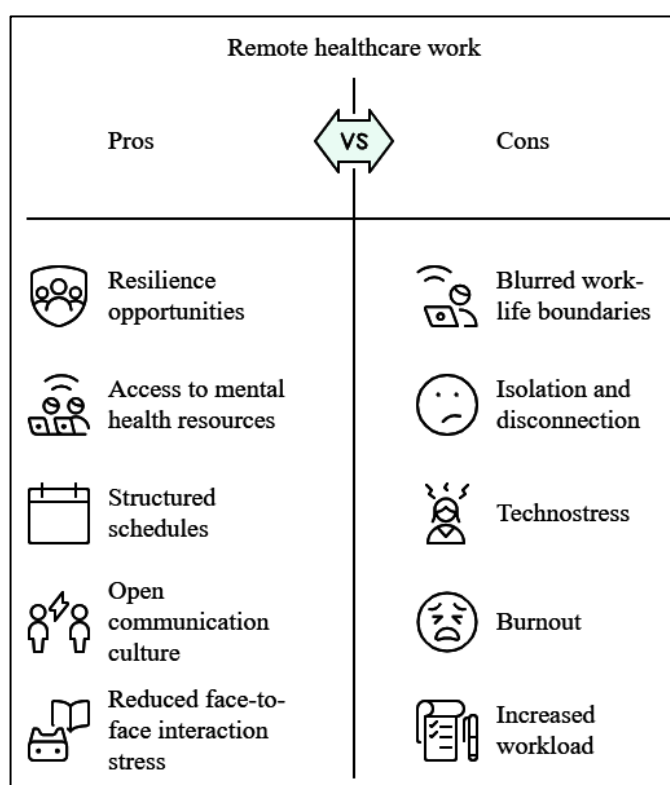 Remote healthcare work
Pros
VS
Cons
Resilience
opportunities
Access to mental
health resources
Structured
schedules
Open
communication
culture
Reduced face-to-
face interaction
stress
Blurred work-
life boundaries
Isolation and
disconnection
Technostress
Burnout
Increased
workload